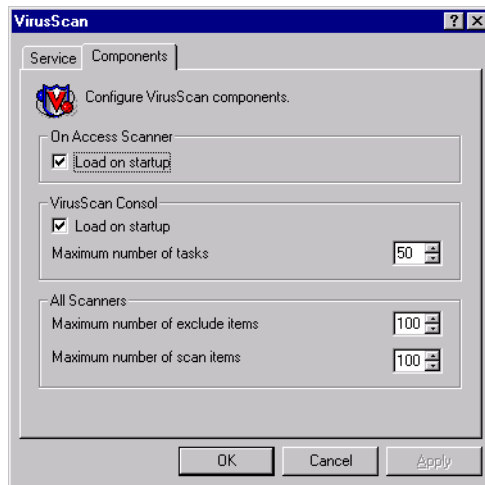 VirusScan
Service Components
Configure VirusScan components.
On Access Scanner
Load on startup
VirusScan Consol
Load on startup
Maximum number of tasks 50
All Scanners
Maximum number of exclude items 100
Maximum number of scan items 100
OK Cancel Apply